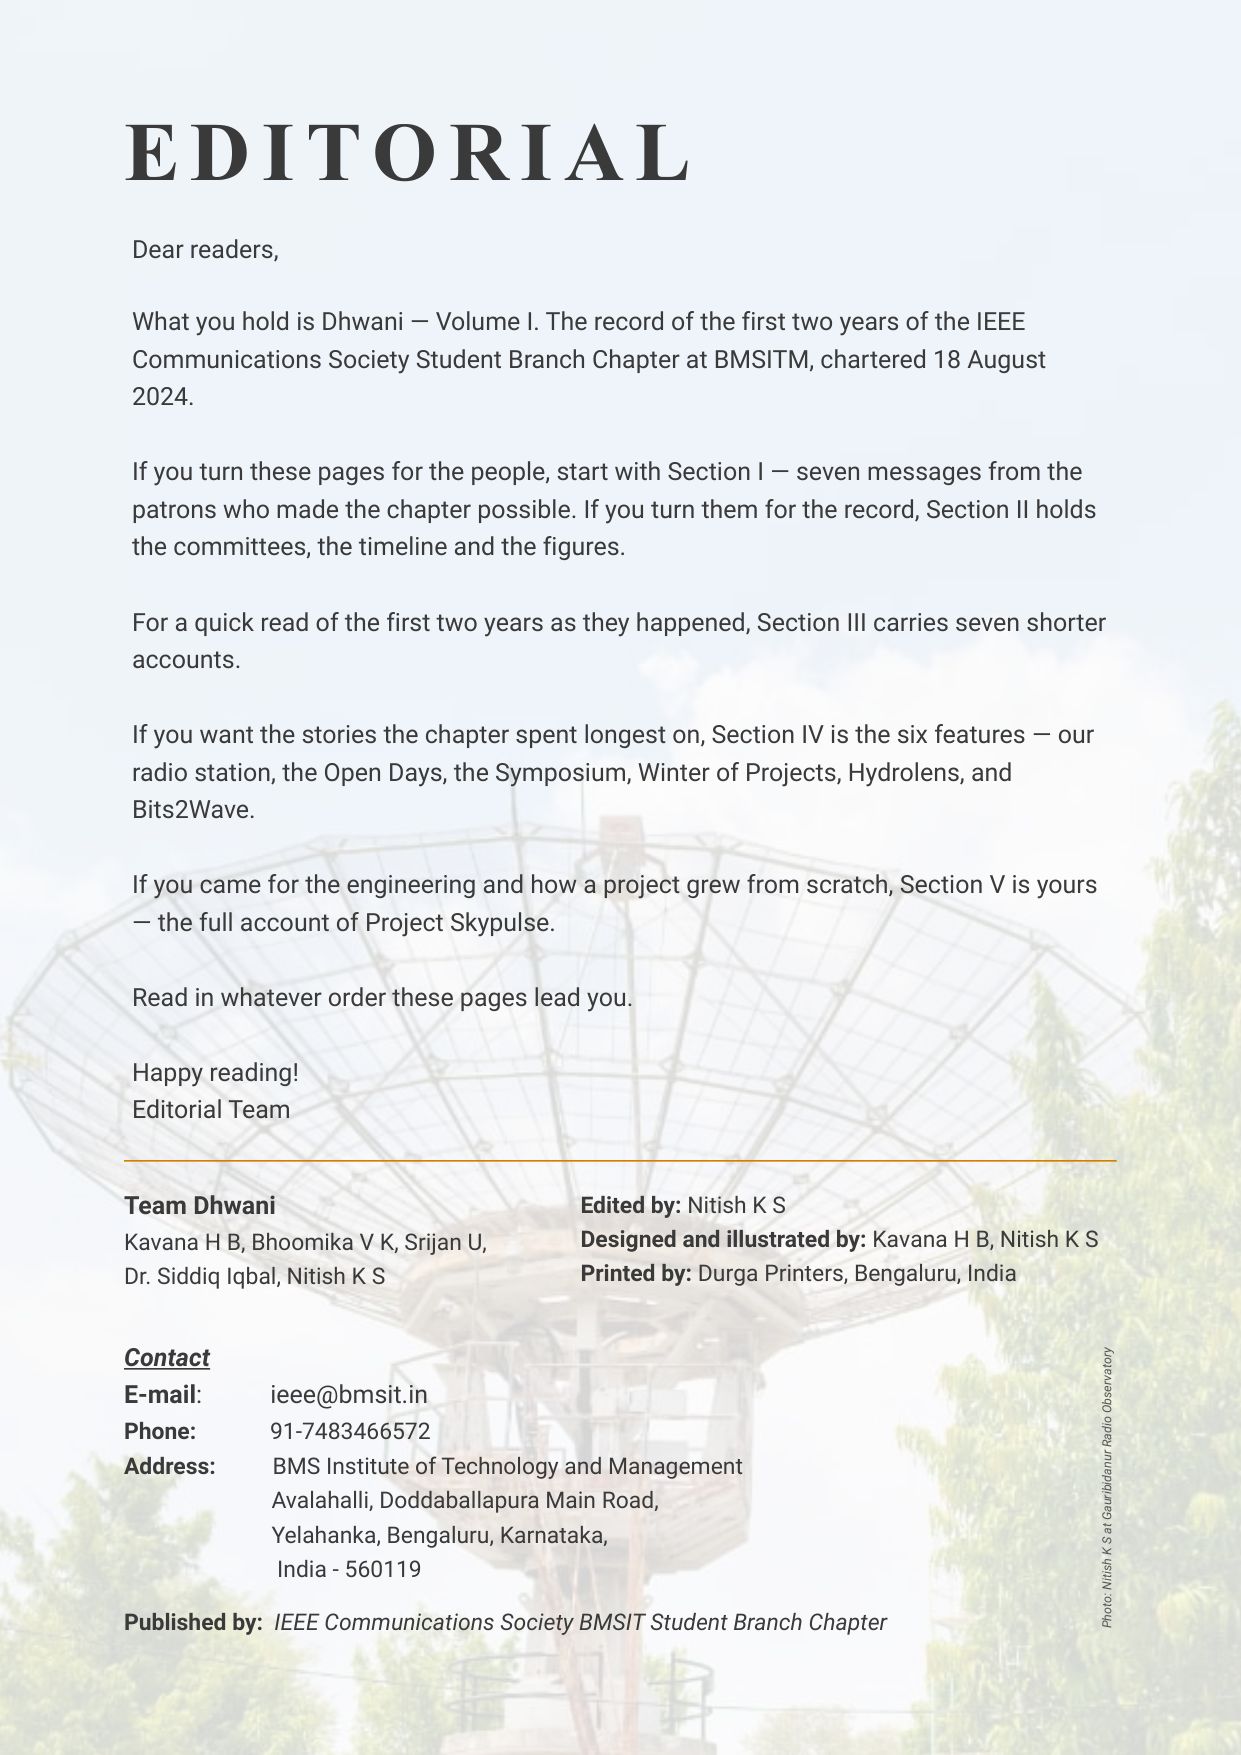 EDITORIAL
Dear readers,
What you hold is Dhwani — Volume I. The record of the first two years of the IEEE
Communications Society Student Branch Chapter at BMSITM, chartered 18 August
2024.
If you turn these pages for the people, start with Section I — seven messages from the
patrons who made the chapter possible. If you turn them for the record, Section II holds
the committees, the timeline and the figures.
For a quick read of the first two years as they happened, Section III carries seven shorter
accounts.
If you want the stories the chapter spent longest on, Section IV is the six features — our
radio station, the Open Days, the Symposium, Winter of Projects, Hydrolens, and
Bits2Wave.
If you came for the engineering and how a project grew from scratch, Section V is yours
— the full account of Project Skypulse.
Read in whatever order these pages lead you.
Happy reading!
Editorial Team
Team Dhwani
Kavana H B, Bhoomika V K, Srijan U,
Dr. Siddiq Iqbal, Nitish K S
Edited by: Nitish K S
Designed and illustrated by: Kavana H B, Nitish K S
Printed by: Durga Printers, Bengaluru, India
Contact
E-mail: ieee@bmsit.in
Phone: 91-7483466572
Address: BMS Institute of Technology and Management
Avalahalli, Doddaballapura Main Road,
Yelahanka, Bengaluru, Karnataka,
India - 560119
Published by: IEEE Communications Society BMSIT Student Branch Chapter
Photo: Nitish K S at Gauribidanur Radio Observatory